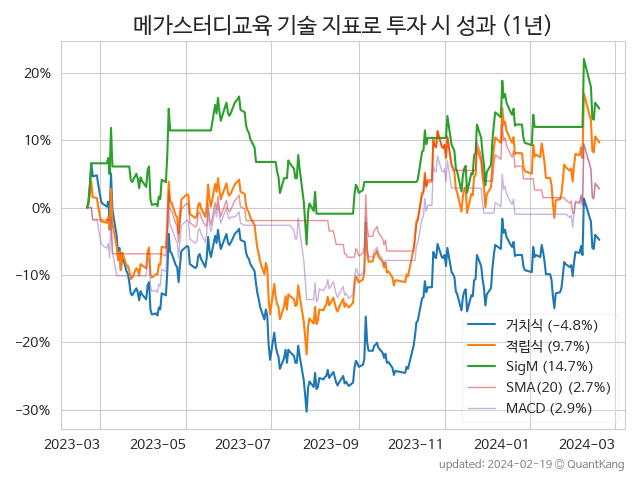 메가스터디교육 기술 지표로 투자 시 성과 (1년)
20%
10%
0%
−10%
−20%
−30%
거치식 (−4.8%)
적립식 (9.7%)
SigM (14.7%)
SMA(20) (2.7%)
MACD (2.9%)
2023-03 2023-05 2023-07 2023-09 2023-11 2024-01 2024-03
updated: 2024-02-19 ⓒ QuantKang